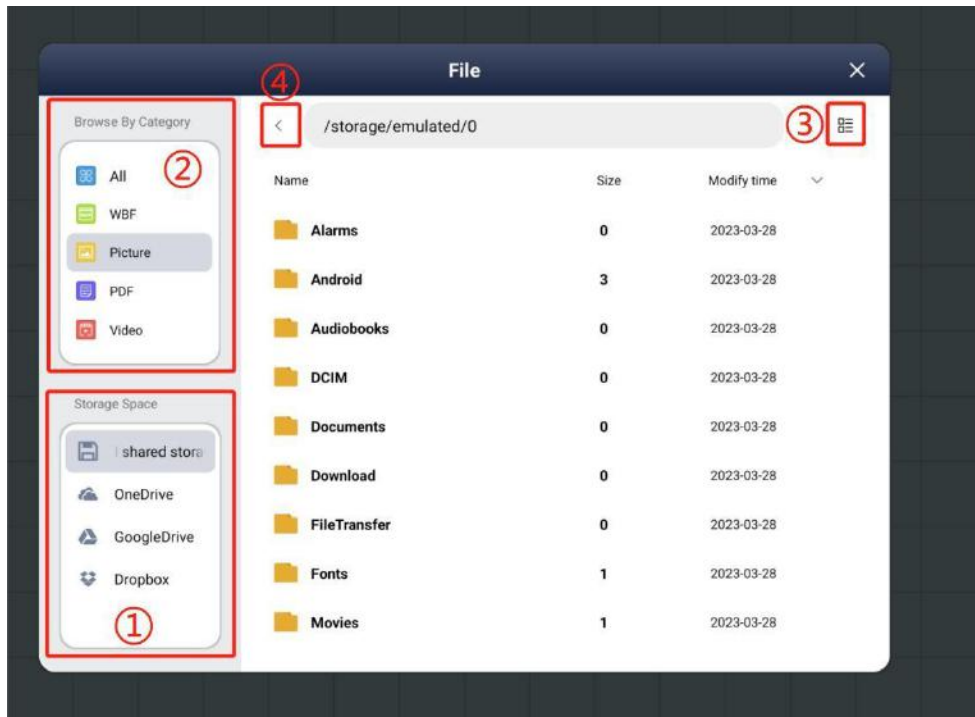 File
④
Browse By Category
②
All
WBF
Picture
PDF
Video
Storage Space
shared stora
OneDrive
GoogleDrive
Dropbox
①
/storage/emulated/0
③
Name Size Modify time
Alarms 0 2023-03-28
Android 3 2023-03-28
Audiobooks 0 2023-03-28
DCIM 0 2023-03-28
Documents 0 2023-03-28
Download 0 2023-03-28
FileTransfer 0 2023-03-28
Fonts 1 2023-03-28
Movies 1 2023-03-28